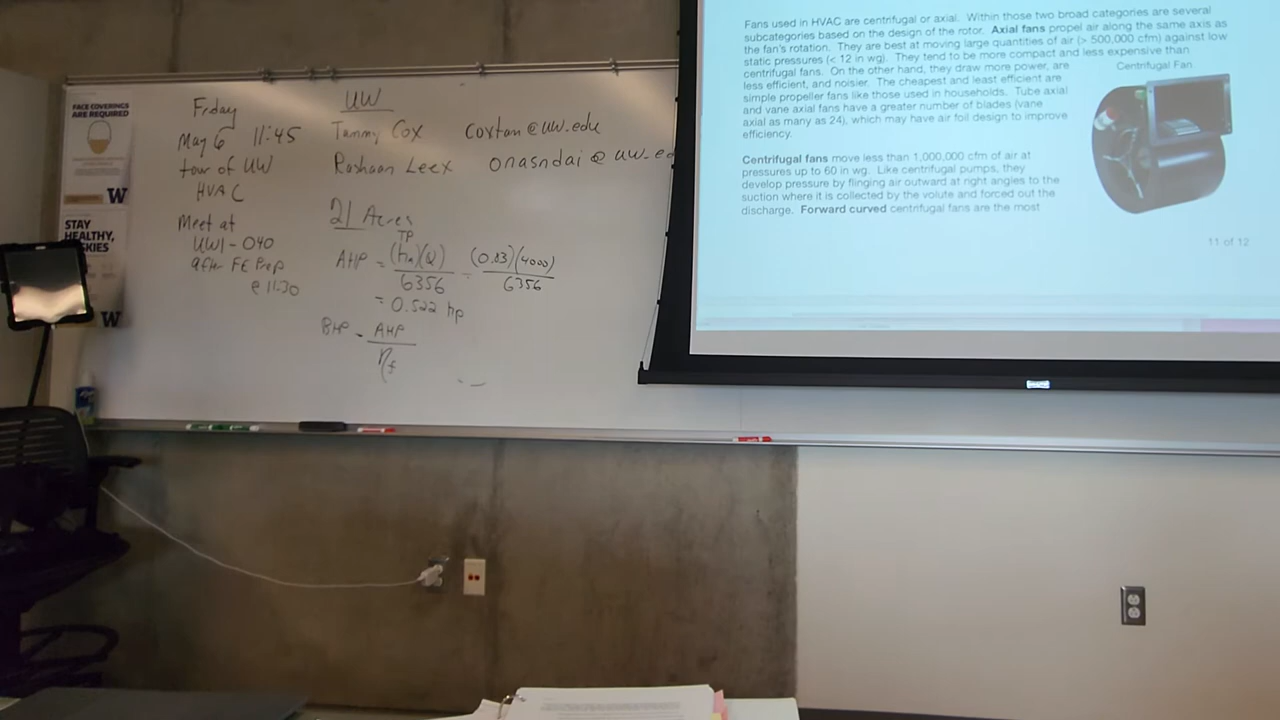 FACE COVERINGS
ARE REQUIRED
W
STAY
HEALTHY,
SKIES
W
Frday
May 6 11:45
tour of UW
HVAC
Meet at
UW1-040
after FE Prep
@ 11:30
UW
Tammy Cox coxtam@uw.edu
Rashaan Leex onasndai@uw.ed
21 Acres
TP
AHP = (ha)(Q) / 6356 = (0.83)(4000) / 6356
= 0.522 hp
BHP = AHP / ηf
Fans used in HVAC are centrifugal or axial. Within those two broad categories are several
subcategories based on the design of the rotor. Axial fans propel air along the same axis as
the fan's rotation. They are best at moving large quantities of air (> 500,000 cfm) against low
static pressures (< 12 in wg). They tend to be more compact and less expensive than
centrifugal fans. On the other hand, they draw more power, are
less efficient, and noisier. The cheapest and least efficient are
simple propeller fans like those used in households. Tube axial
and vane axial fans have a greater number of blades (vane
axial as many as 24), which may have air foil design to improve
efficiency.
Centrifugal Fan
Centrifugal fans move less than 1,000,000 cfm of air at
pressures up to 60 in wg. Like centrifugal pumps, they
develop pressure by flinging air outward at right angles to the
suction where it is collected by the volute and forced out the
discharge. Forward curved centrifugal fans are the most
11 of 12